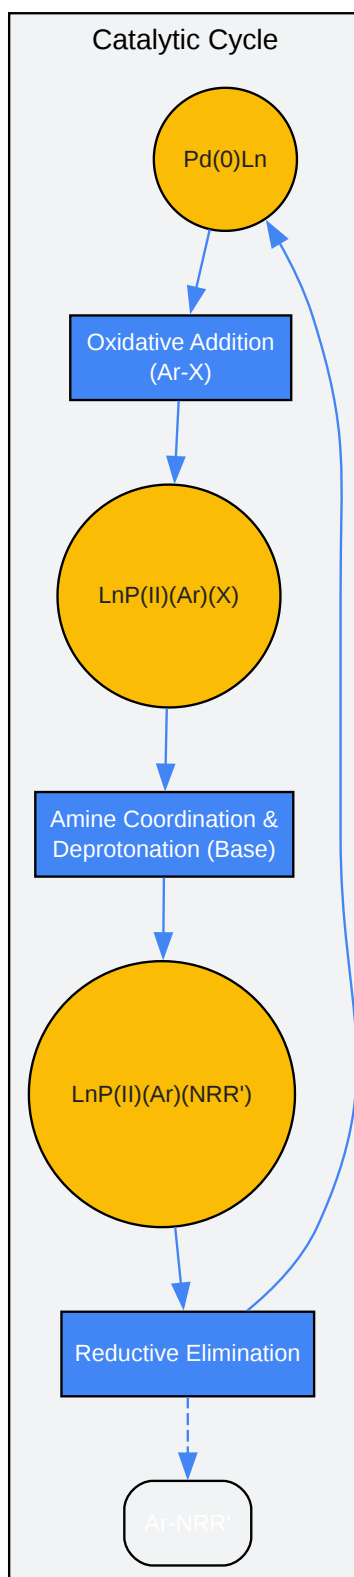 Catalytic Cycle
Pd(0)Ln
Oxidative Addition
(Ar-X)
LnP(II)(Ar)(X)
Amine Coordination &
Deprotonation (Base)
LnP(II)(Ar)(NRR')
Reductive Elimination
Ar-NRR'